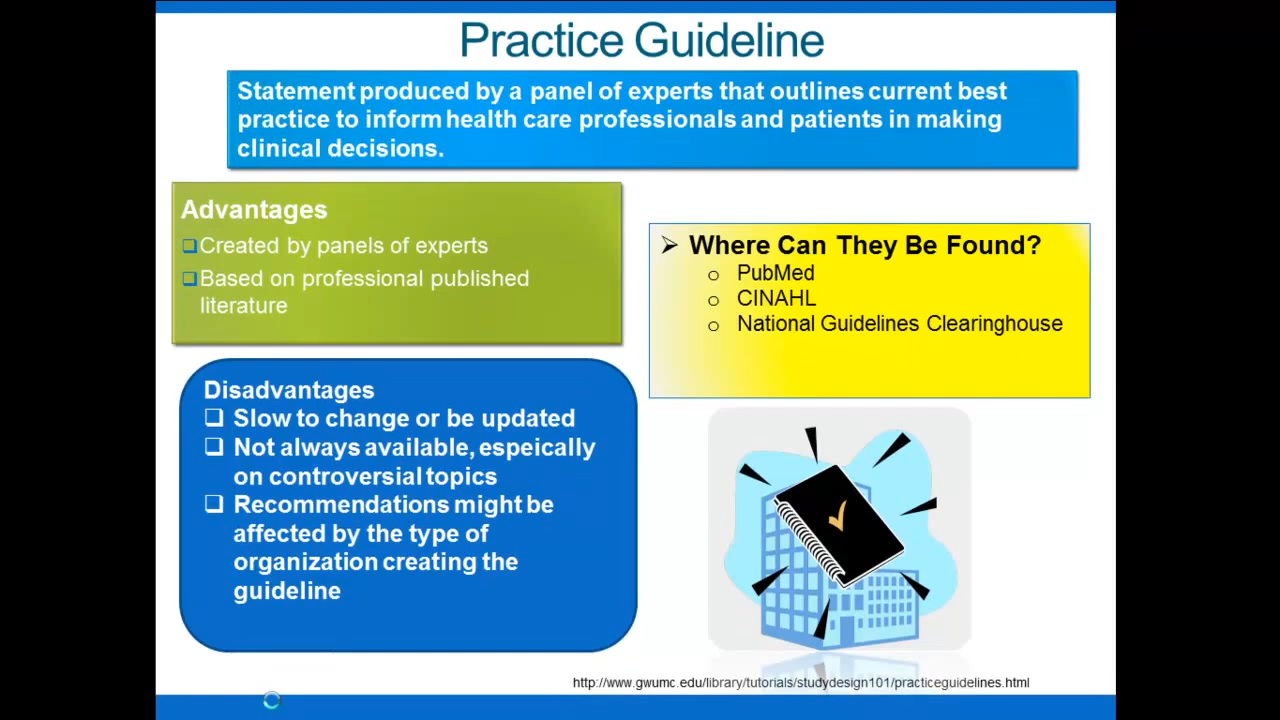 Practice Guideline
Statement produced by a panel of experts that outlines current best
practice to inform health care professionals and patients in making
clinical decisions.
Advantages
Created by panels of experts
Based on professional published
literature
Where Can They Be Found?
PubMed
CINAHL
National Guidelines Clearinghouse
Disadvantages
Slow to change or be updated
Not always available, espeically
on controversial topics
Recommendations might be
affected by the type of
organization creating the
guideline
http://www.gwumc.edu/library/tutorials/studydesign101/practiceguidelines.html